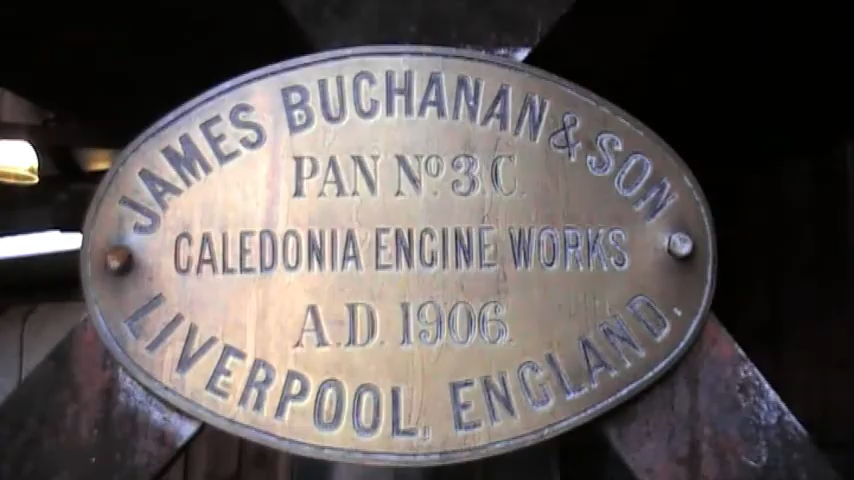 JAMES BUCHANAN & SON
PAN Nº 3.C.
CALEDONIA ENGINE WORKS
A.D. 1906.
LIVERPOOL, ENGLAND.